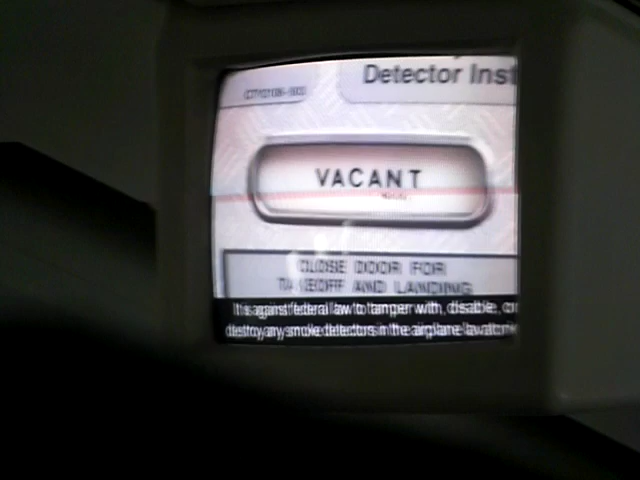 Detector Inst
VACANT
CLOSE DOOR FOR
TAKEOFF AND LANDING
It is against federal law to tamper with, disable, or
destroy any smoke detectors in the airplane lavatories